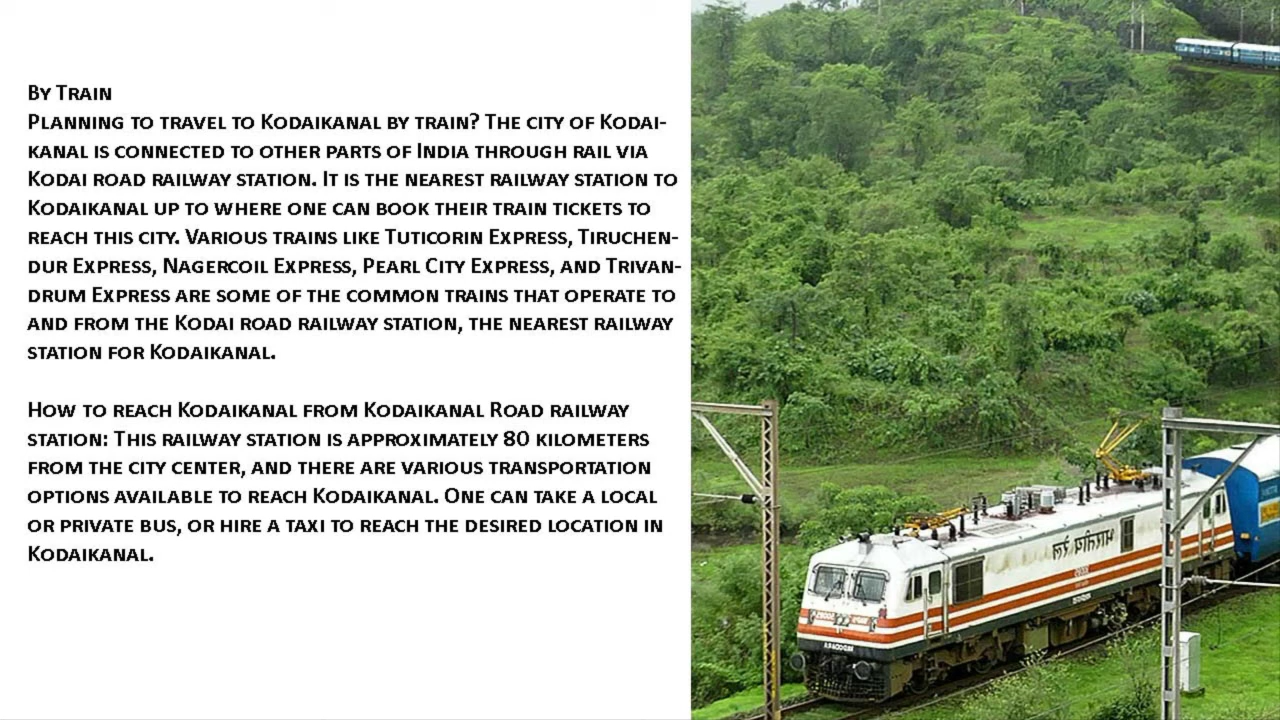 By Train
Planning to travel to Kodaikanal by train? The city of Kodai-
kanal is connected to other parts of India through rail via
Kodai road railway station. It is the nearest railway station to
Kodaikanal up to where one can book their train tickets to
reach this city. Various trains like Tuticorin Express, Tiruchen-
dur Express, Nagercoil Express, Pearl City Express, and Trivan-
drum Express are some of the common trains that operate to
and from the Kodai road railway station, the nearest railway
station for Kodaikanal.
How to reach Kodaikanal from Kodaikanal Road railway
station: This railway station is approximately 80 kilometers
from the city center, and there are various transportation
options available to reach Kodaikanal. One can take a local
or private bus, or hire a taxi to reach the desired location in
Kodaikanal.
भारतीय रेल